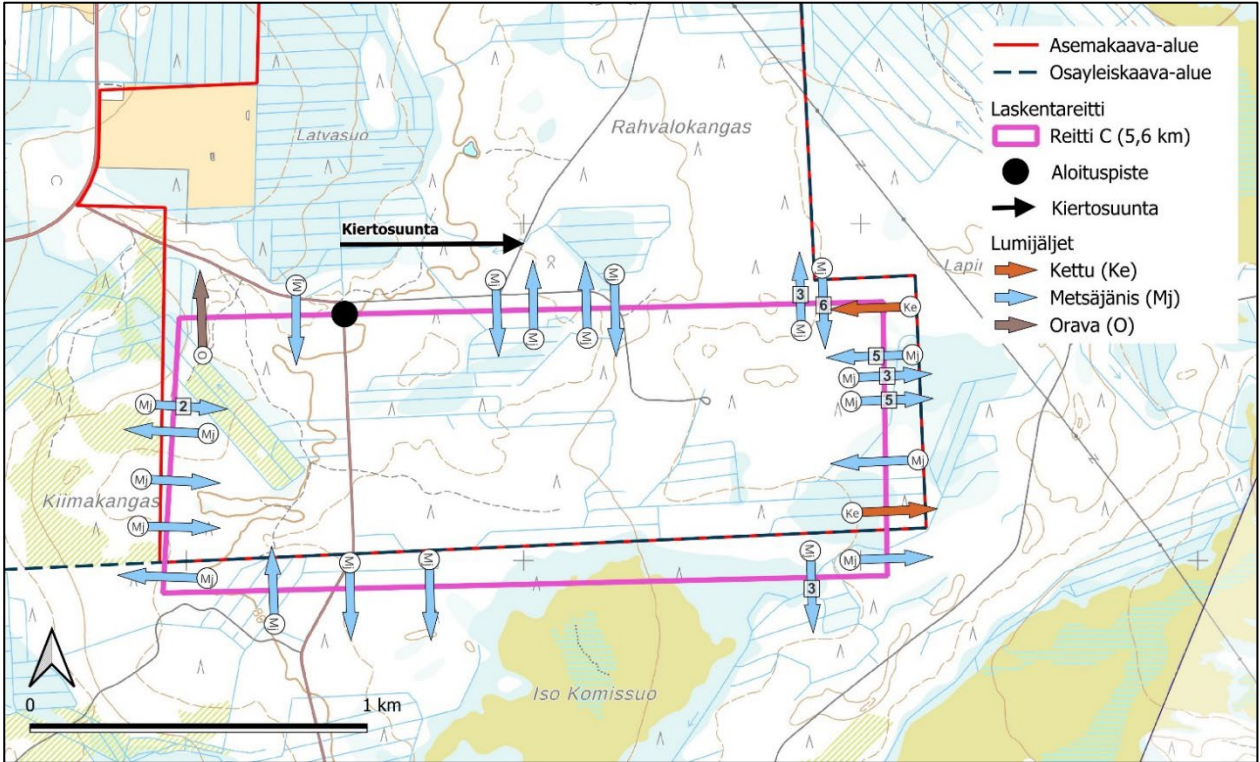 Asemakaava-alue
Osayleiskaava-alue
Laskentareitti
Reitti C (5,6 km)
Aloituspiste
Kiertosuunta
Lumijäljet
Kettu (Ke)
Metsäjänis (Mj)
Orava (O)
Latvasuo
Rahvalokangas
Kiertosuunta
Mj
Mj
Mj
Mj
Mj
3
Mj
Mj
6
Ke
O
5
Mj
Mj
3
Mj
5
Mj
2
Mj
Mj
Kiimakangas
Mj
Mj
Ke
Mj
Mj
Mj
Mj
Mj
3
Mj
Mj
Iso Komissuo
0
1 km